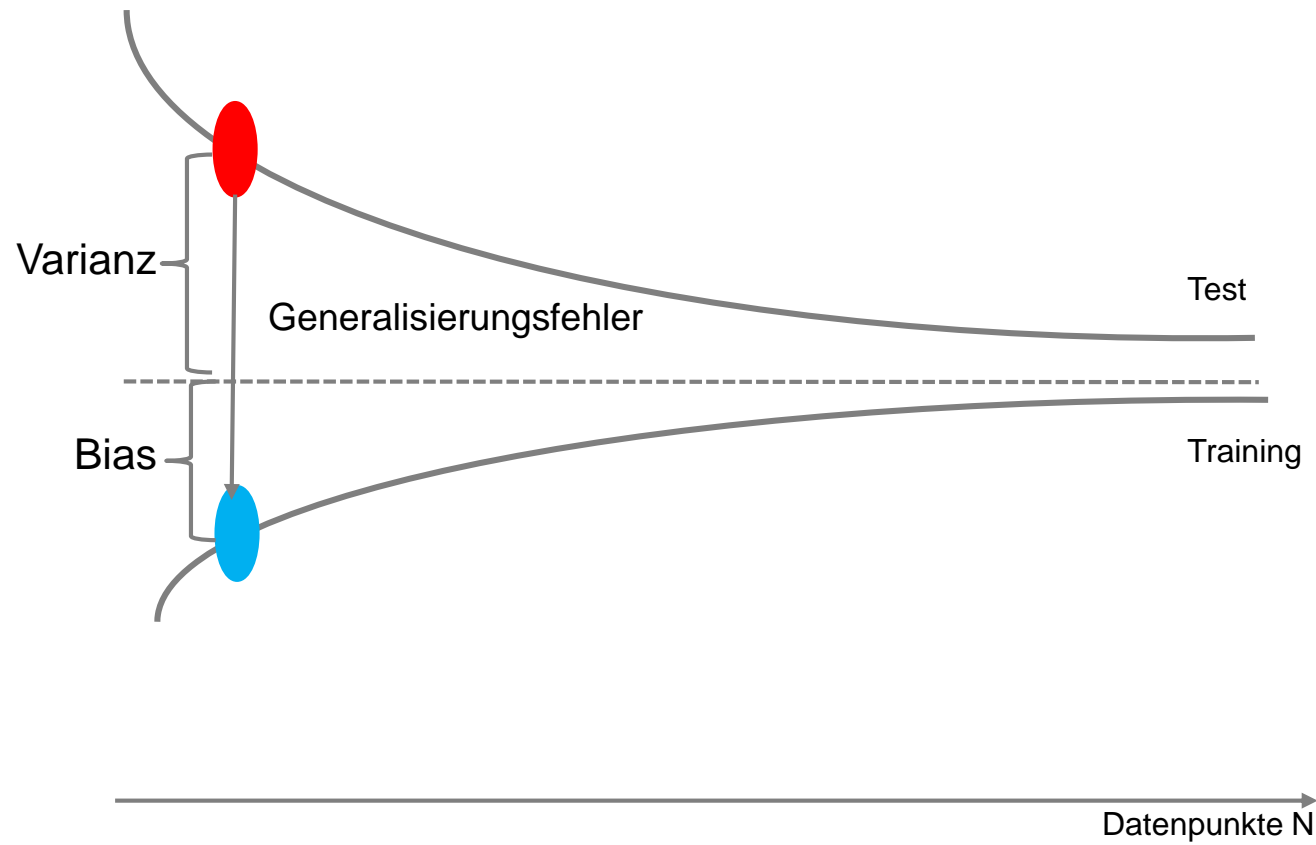 Varianz
Test
Generalisierungsfehler
Bias
Training
Datenpunkte N